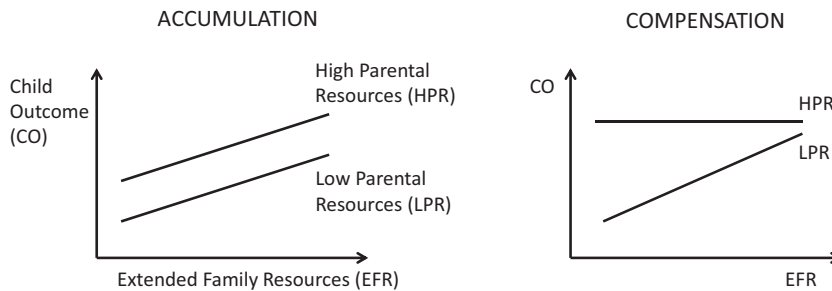 ACCUMULATION
Child
Outcome
(CO)
High Parental
Resources (HPR)
Low Parental
Resources (LPR)
Extended Family Resources (EFR)
COMPENSATION
CO
HPR
LPR
EFR